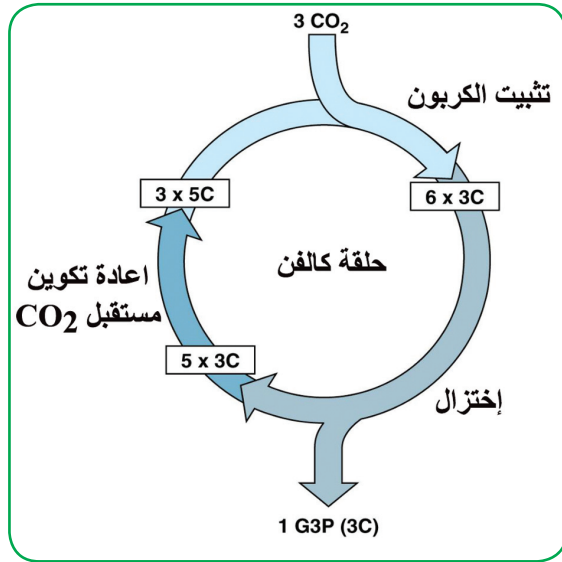 3 CO₂
تثبيت الكربون
3 x 5C
6 x 3C
حلقة كالفن
اعادة تكوين
مستقبل CO₂
5 x 3C
إختزال
1 G3P (3C)